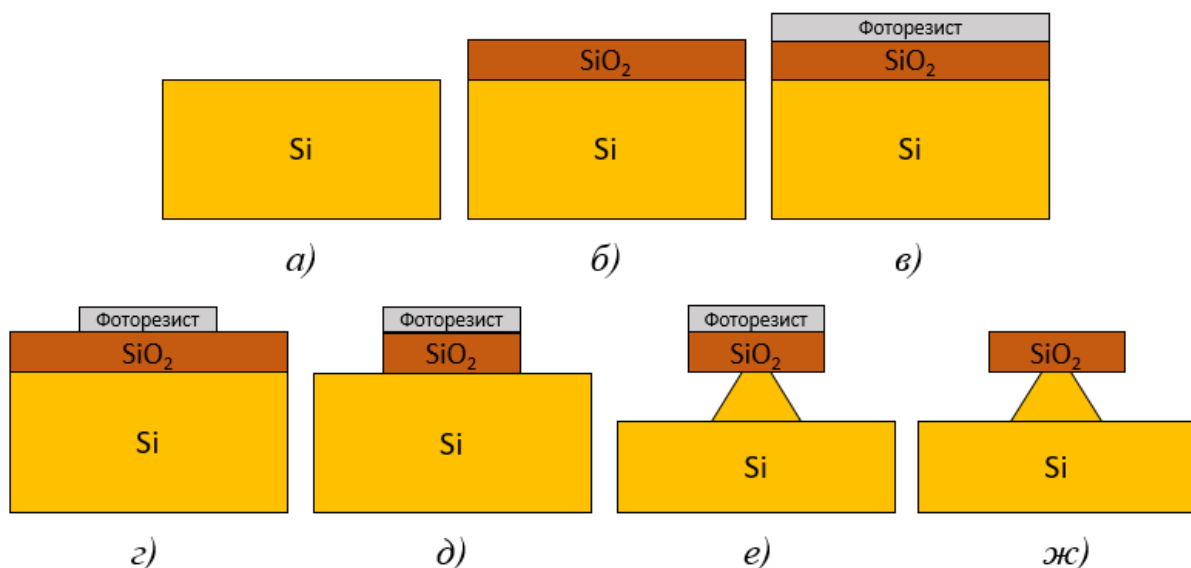 Фоторезист
SiO2
SiO2
Si
Si
Si
а)
б)
в)
Фоторезист
Фоторезист
Фоторезист
SiO2
SiO2
SiO2
SiO2
Si
Si
Si
Si
г)
д)
е)
ж)